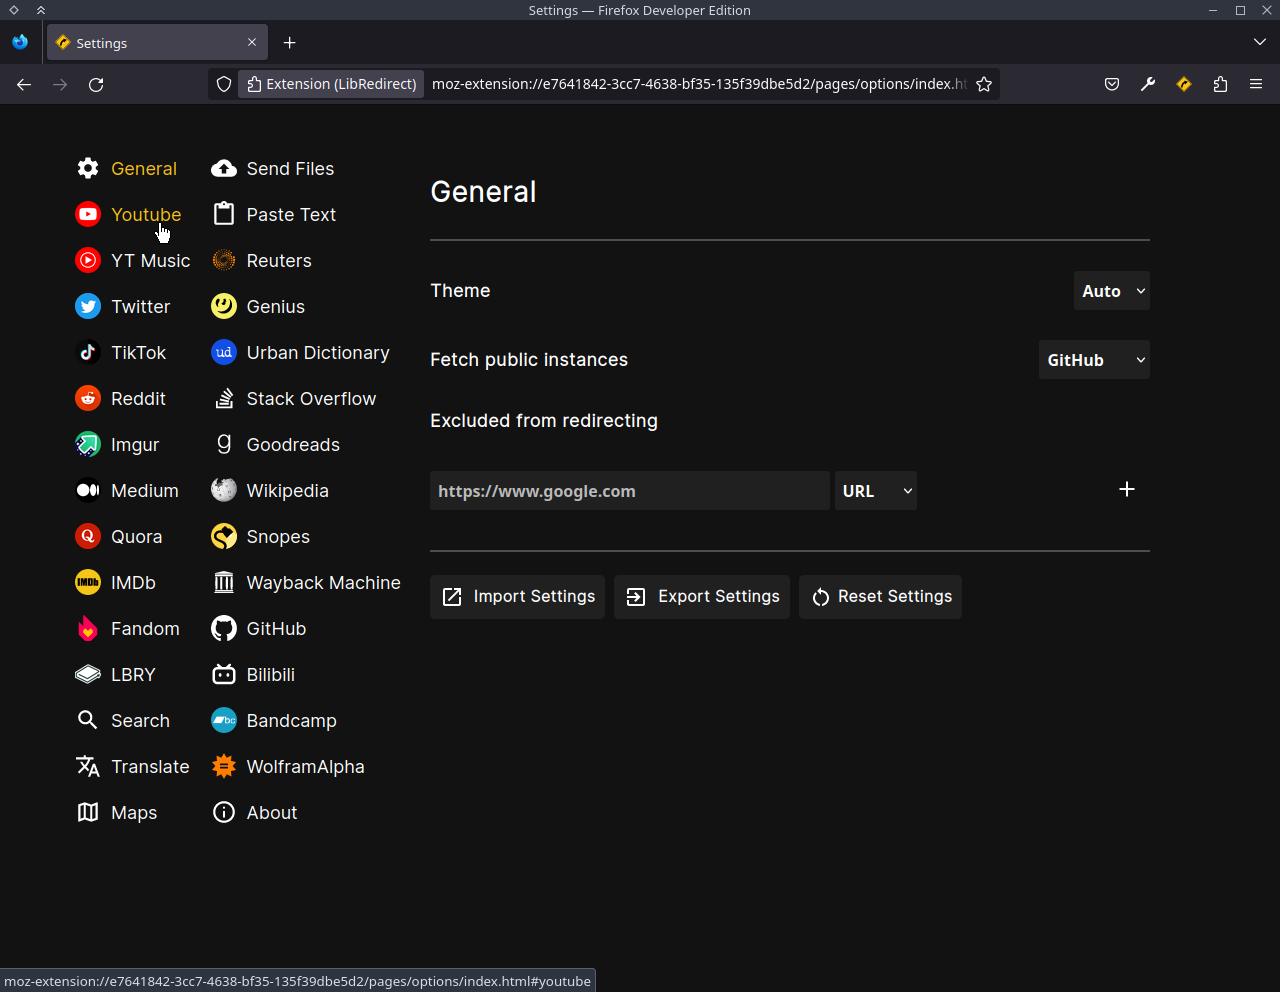 Settings — Firefox Developer Edition
Settings
Extension (LibRedirect)
moz-extension://e7641842-3cc7-4638-bf35-135f39dbe5d2/pages/options/index.ht
General
Youtube
YT Music
Twitter
TikTok
Reddit
Imgur
Medium
Quora
IMDb
Fandom
LBRY
Search
Translate
Maps
Send Files
Paste Text
Reuters
Genius
Urban Dictionary
Stack Overflow
Goodreads
Wikipedia
Snopes
Wayback Machine
GitHub
Bilibili
Bandcamp
WolframAlpha
About
General
Theme
Auto
Fetch public instances
GitHub
Excluded from redirecting
https://www.google.com
URL
Import Settings
Export Settings
Reset Settings
moz-extension://e7641842-3cc7-4638-bf35-135f39dbe5d2/pages/options/index.html#youtube